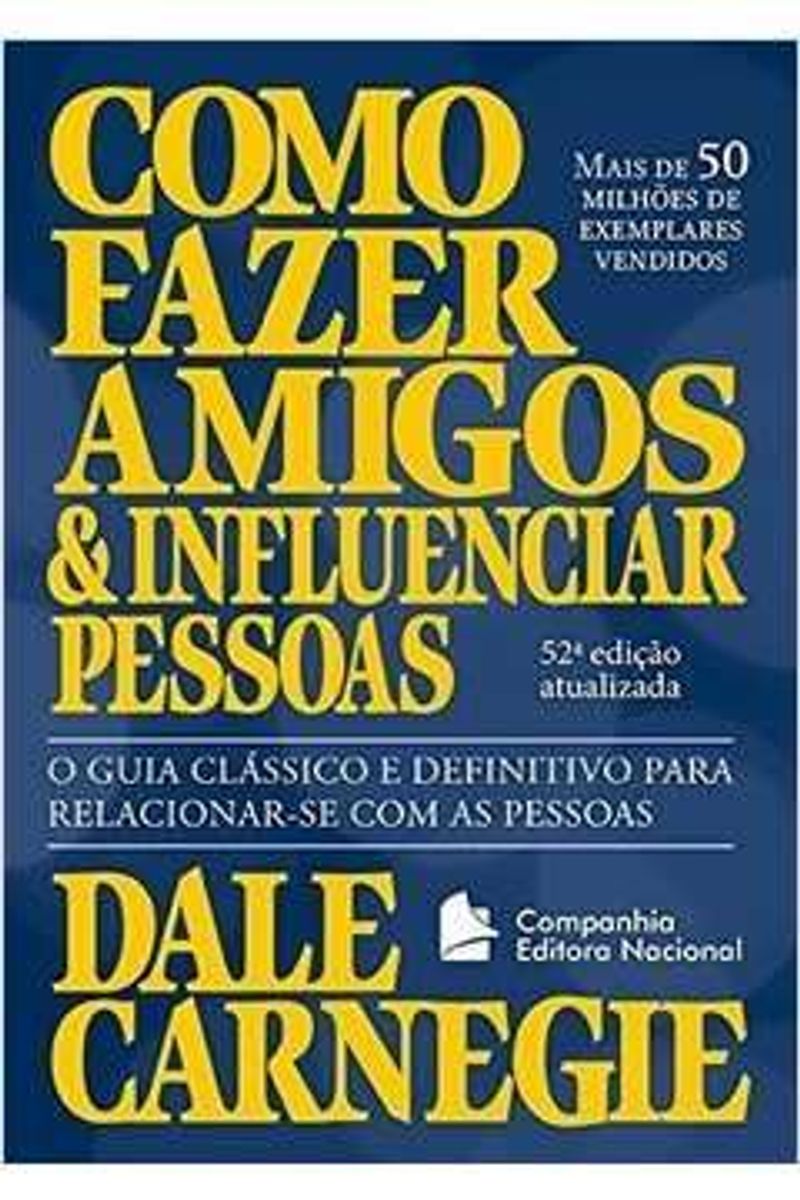 COMO
FAZER
AMIGOS
& INFLUENCIAR
PESSOAS
MAIS DE 50
MILHÕES DE
EXEMPLARES
VENDIDOS
52ª edição
atualizada
O GUIA CLÁSSICO E DEFINITIVO PARA
RELACIONAR-SE COM AS PESSOAS
DALE
CARNEGIE
Companhia
Editora Nacional